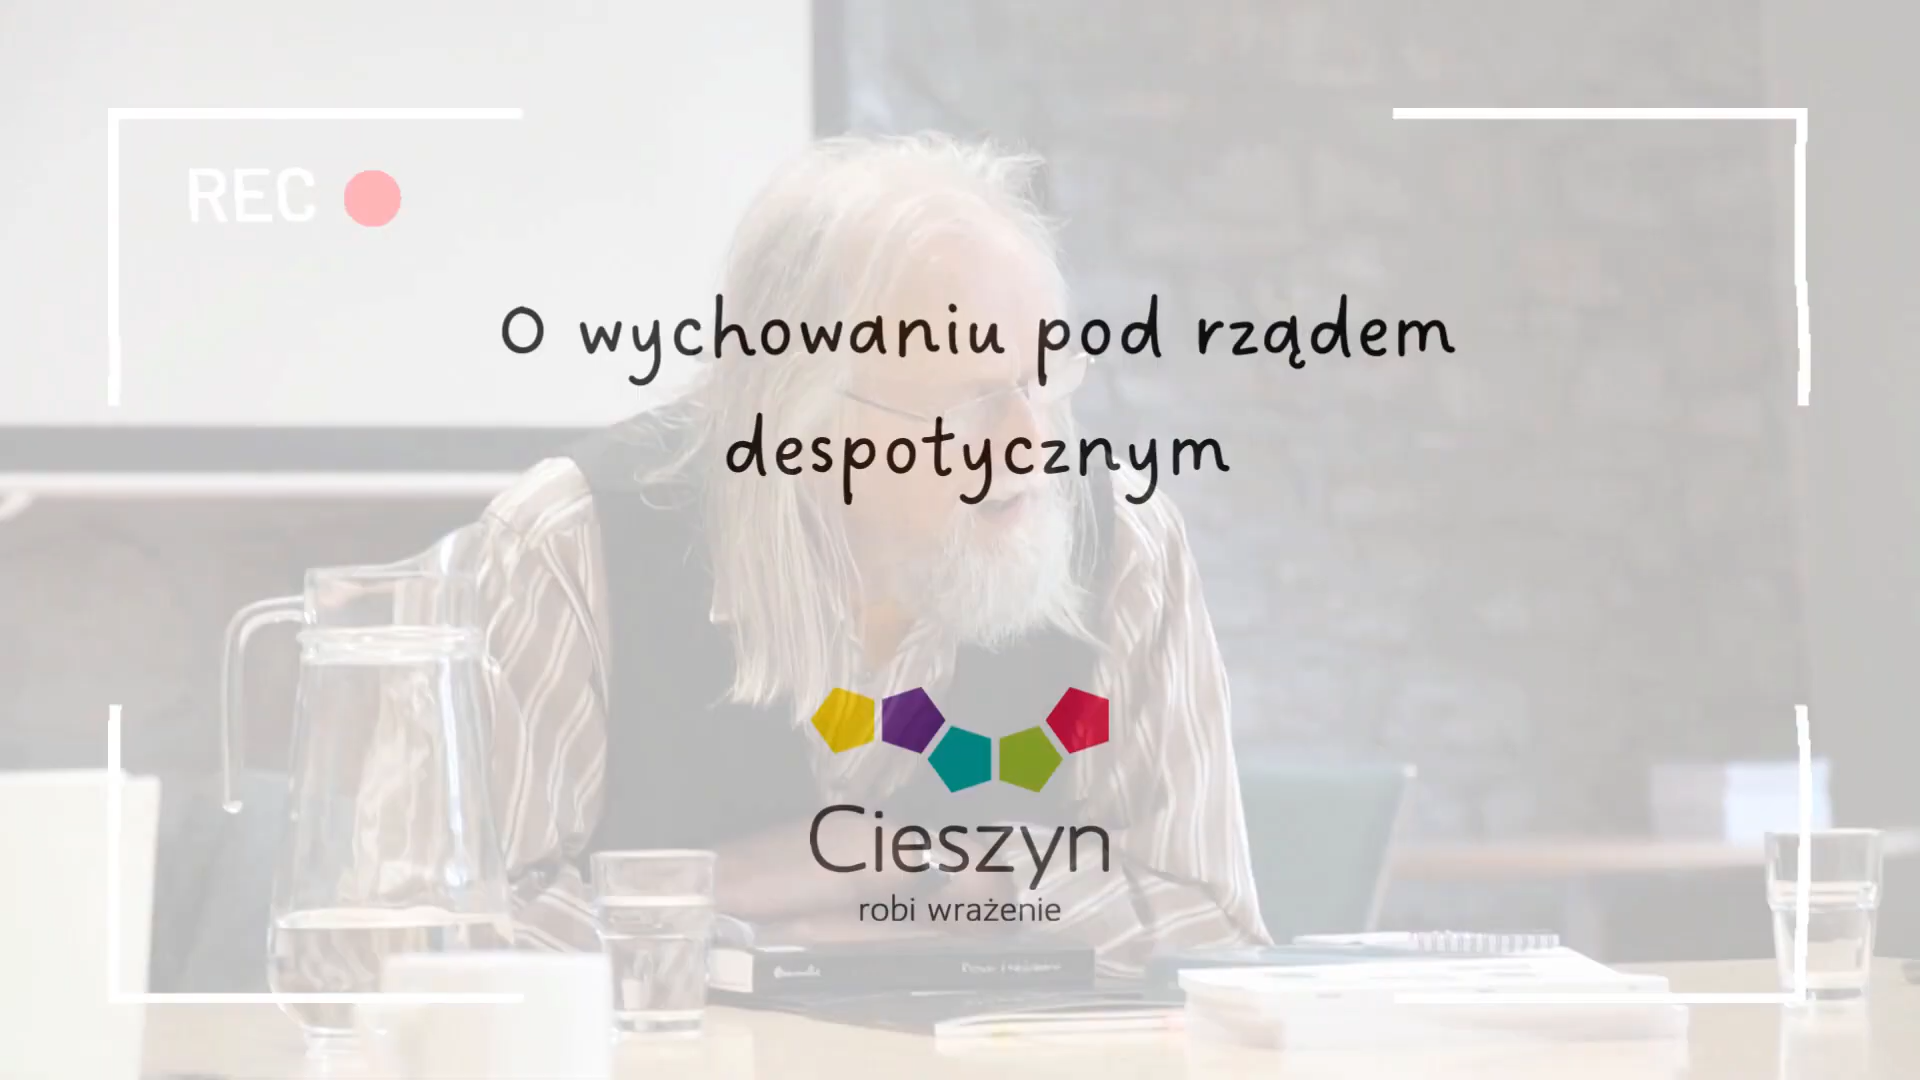 REC
O wychowaniu pod rządem
despotycznym
Cieszyn
robi wrażenie